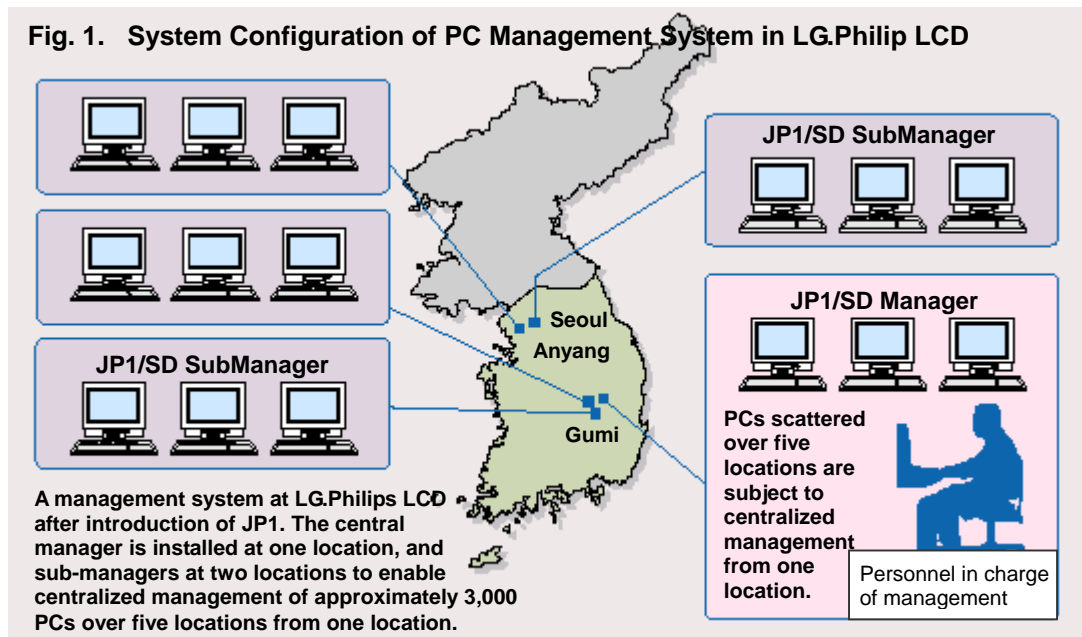 Fig. 1. System Configuration of PC Management System in LG.Philip LCD
JP1/SD SubManager
JP1/SD Manager
Seoul
Anyang
JP1/SD SubManager
Gumi
PCs scattered
over five
locations are
subject to
centralized
management
from one
location.
Personnel in charge
of management
A management system at LG.Philips LCD
after introduction of JP1. The central
manager is installed at one location, and
sub-managers at two locations to enable
centralized management of approximately 3,000
PCs over five locations from one location.